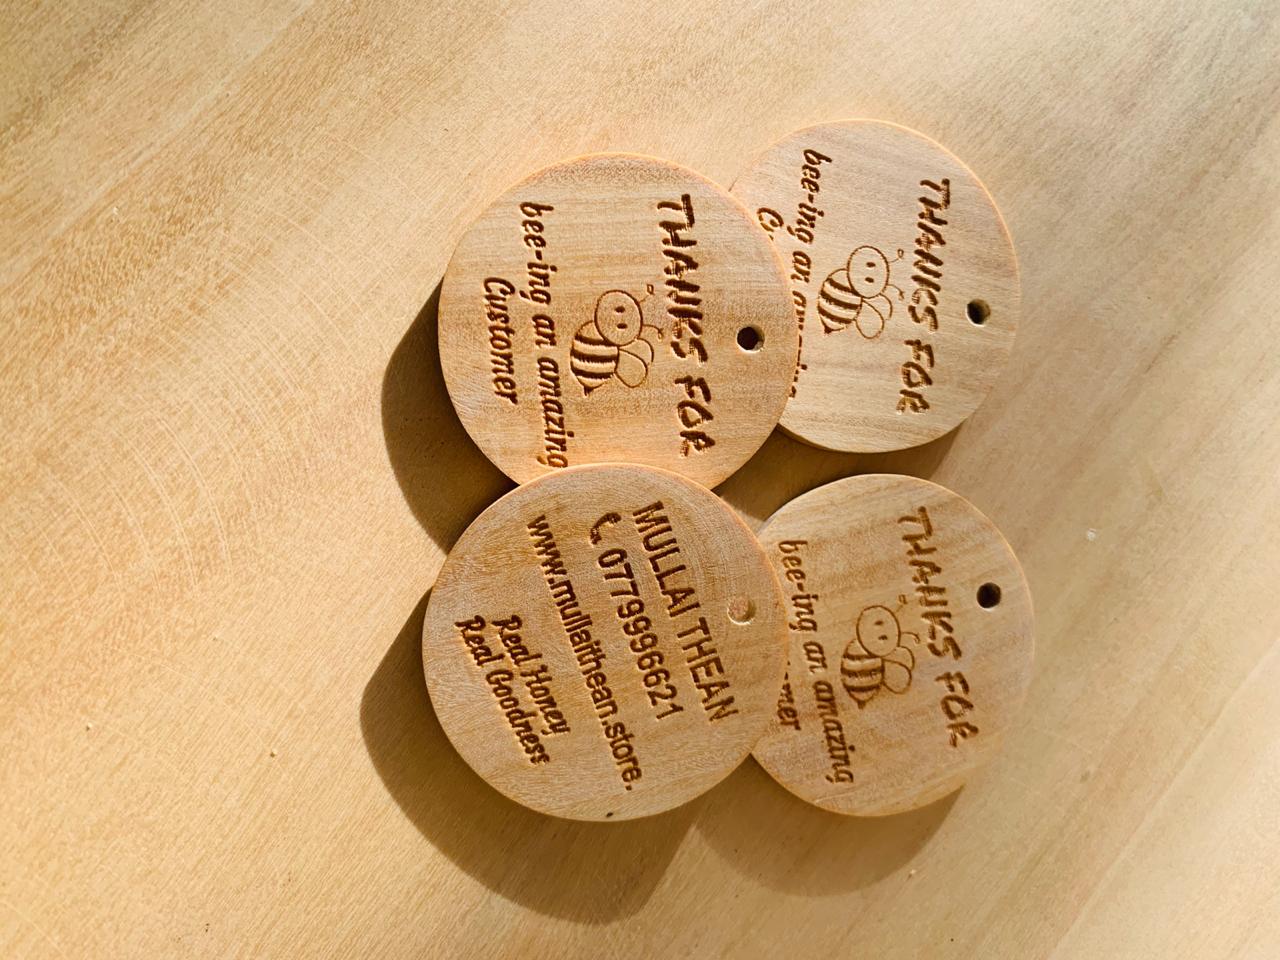 THANKS FOR
bee-ing an amazing
Customer
THANKS FOR
bee-ing an
MULLAI THEAN
0779996621
www.mullaithean.store.
Real Honey
Real Goodness
THANKS FOR
bee-ing an amazing